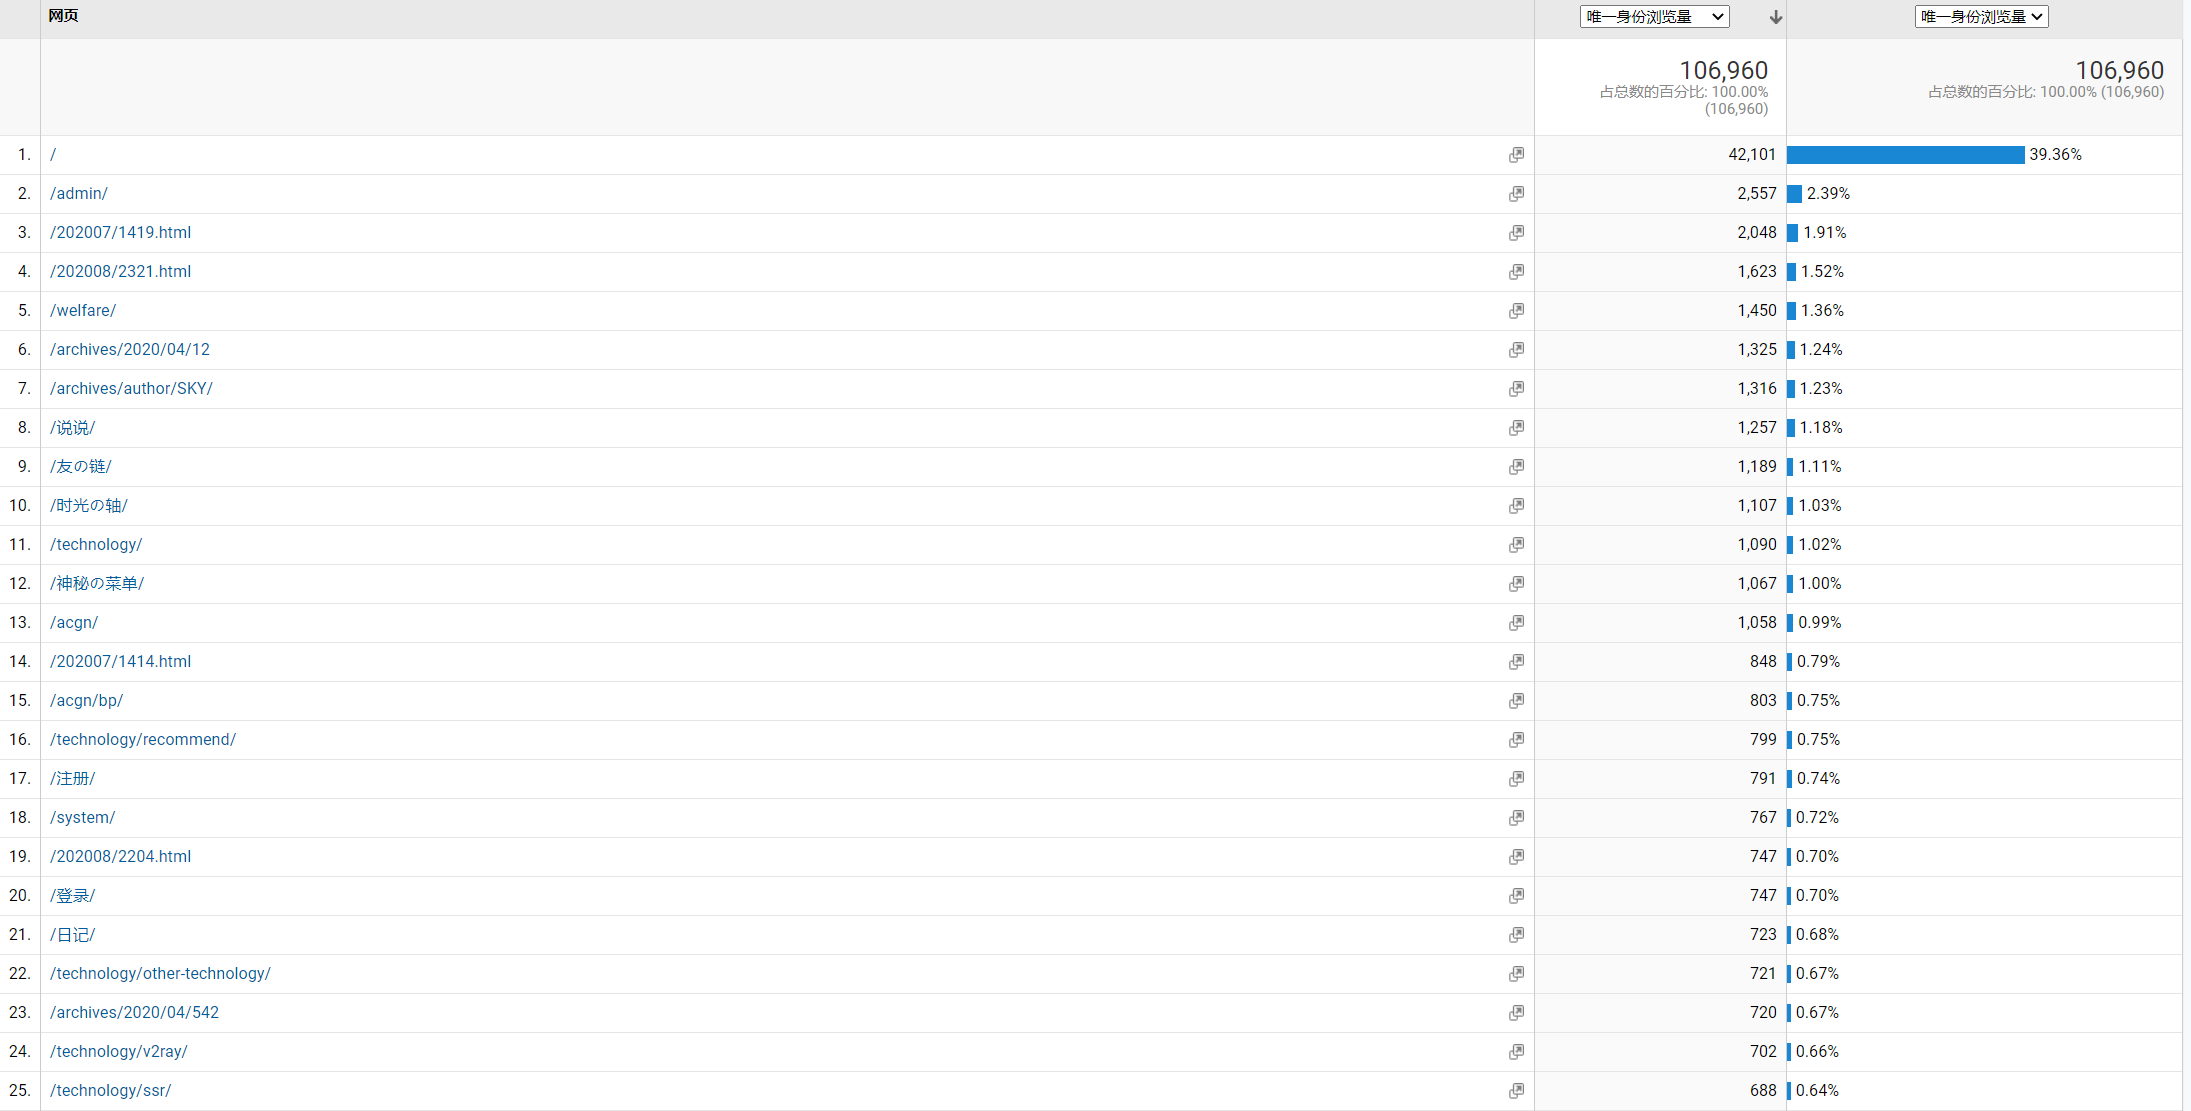 网页 唯一身份浏览量 唯一身份浏览量
106,960 106,960
占总数的百分比: 100.00% 占总数的百分比: 100.00% (106,960)
(106,960)
1. / 42,101 39.36%
2. /admin/ 2,557 2.39%
3. /202007/1419.html 2,048 1.91%
4. /202008/2321.html 1,623 1.52%
5. /welfare/ 1,450 1.36%
6. /archives/2020/04/12 1,325 1.24%
7. /archives/author/SKY/ 1,316 1.23%
8. /说说/ 1,257 1.18%
9. /友の链/ 1,189 1.11%
10. /时光の轴/ 1,107 1.03%
11. /technology/ 1,090 1.02%
12. /神秘の菜单/ 1,067 1.00%
13. /acgn/ 1,058 0.99%
14. /202007/1414.html 848 0.79%
15. /acgn/bp/ 803 0.75%
16. /technology/recommend/ 799 0.75%
17. /注册/ 791 0.74%
18. /system/ 767 0.72%
19. /202008/2204.html 747 0.70%
20. /登录/ 747 0.70%
21. /日记/ 723 0.68%
22. /technology/other-technology/ 721 0.67%
23. /archives/2020/04/542 720 0.67%
24. /technology/v2ray/ 702 0.66%
25. /technology/ssr/ 688 0.64%